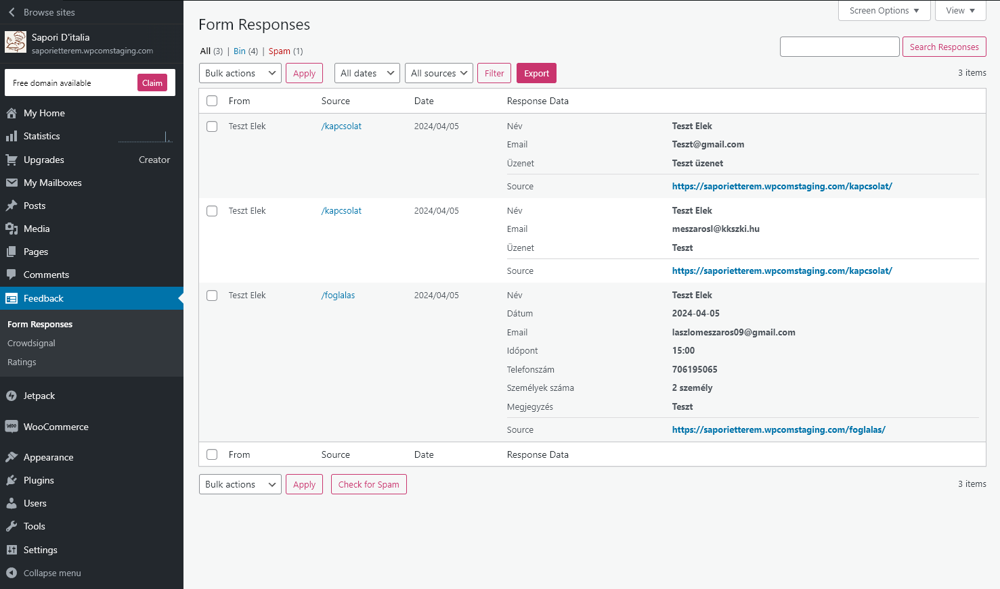 Browse sites
Sapori D'italia
saporietterem.wpcomstaging.com
Free domain available Claim
My Home
Statistics
Upgrades Creator
My Mailboxes
Posts
Media
Pages
Comments
Feedback
Form Responses
Crowdsignal
Ratings
Jetpack
WooCommerce
Appearance
Plugins
Users
Tools
Settings
Collapse menu
Screen Options View
Form Responses
All (3) | Bin (4) | Spam (1)
Search Responses
Bulk actions Apply All dates All sources Filter Export 3 items
From Source Date Response Data
Teszt Elek /kapcsolat 2024/04/05 Név Teszt Elek
Email Teszt@gmail.com
Üzenet Teszt üzenet
Source https://saporietterem.wpcomstaging.com/kapcsolat/
Teszt Elek /kapcsolat 2024/04/05 Név Teszt Elek
Email meszarosl@kkszki.hu
Üzenet Teszt
Source https://saporietterem.wpcomstaging.com/kapcsolat/
Teszt Elek /foglalas 2024/04/05 Név Teszt Elek
Dátum 2024-04-05
Email laszlomeszaros09@gmail.com
Időpont 15:00
Telefonszám 706195065
Személyek száma 2 személy
Megjegyzés Teszt
Source https://saporietterem.wpcomstaging.com/foglalas/
From Source Date Response Data
Bulk actions Apply Check for Spam 3 items